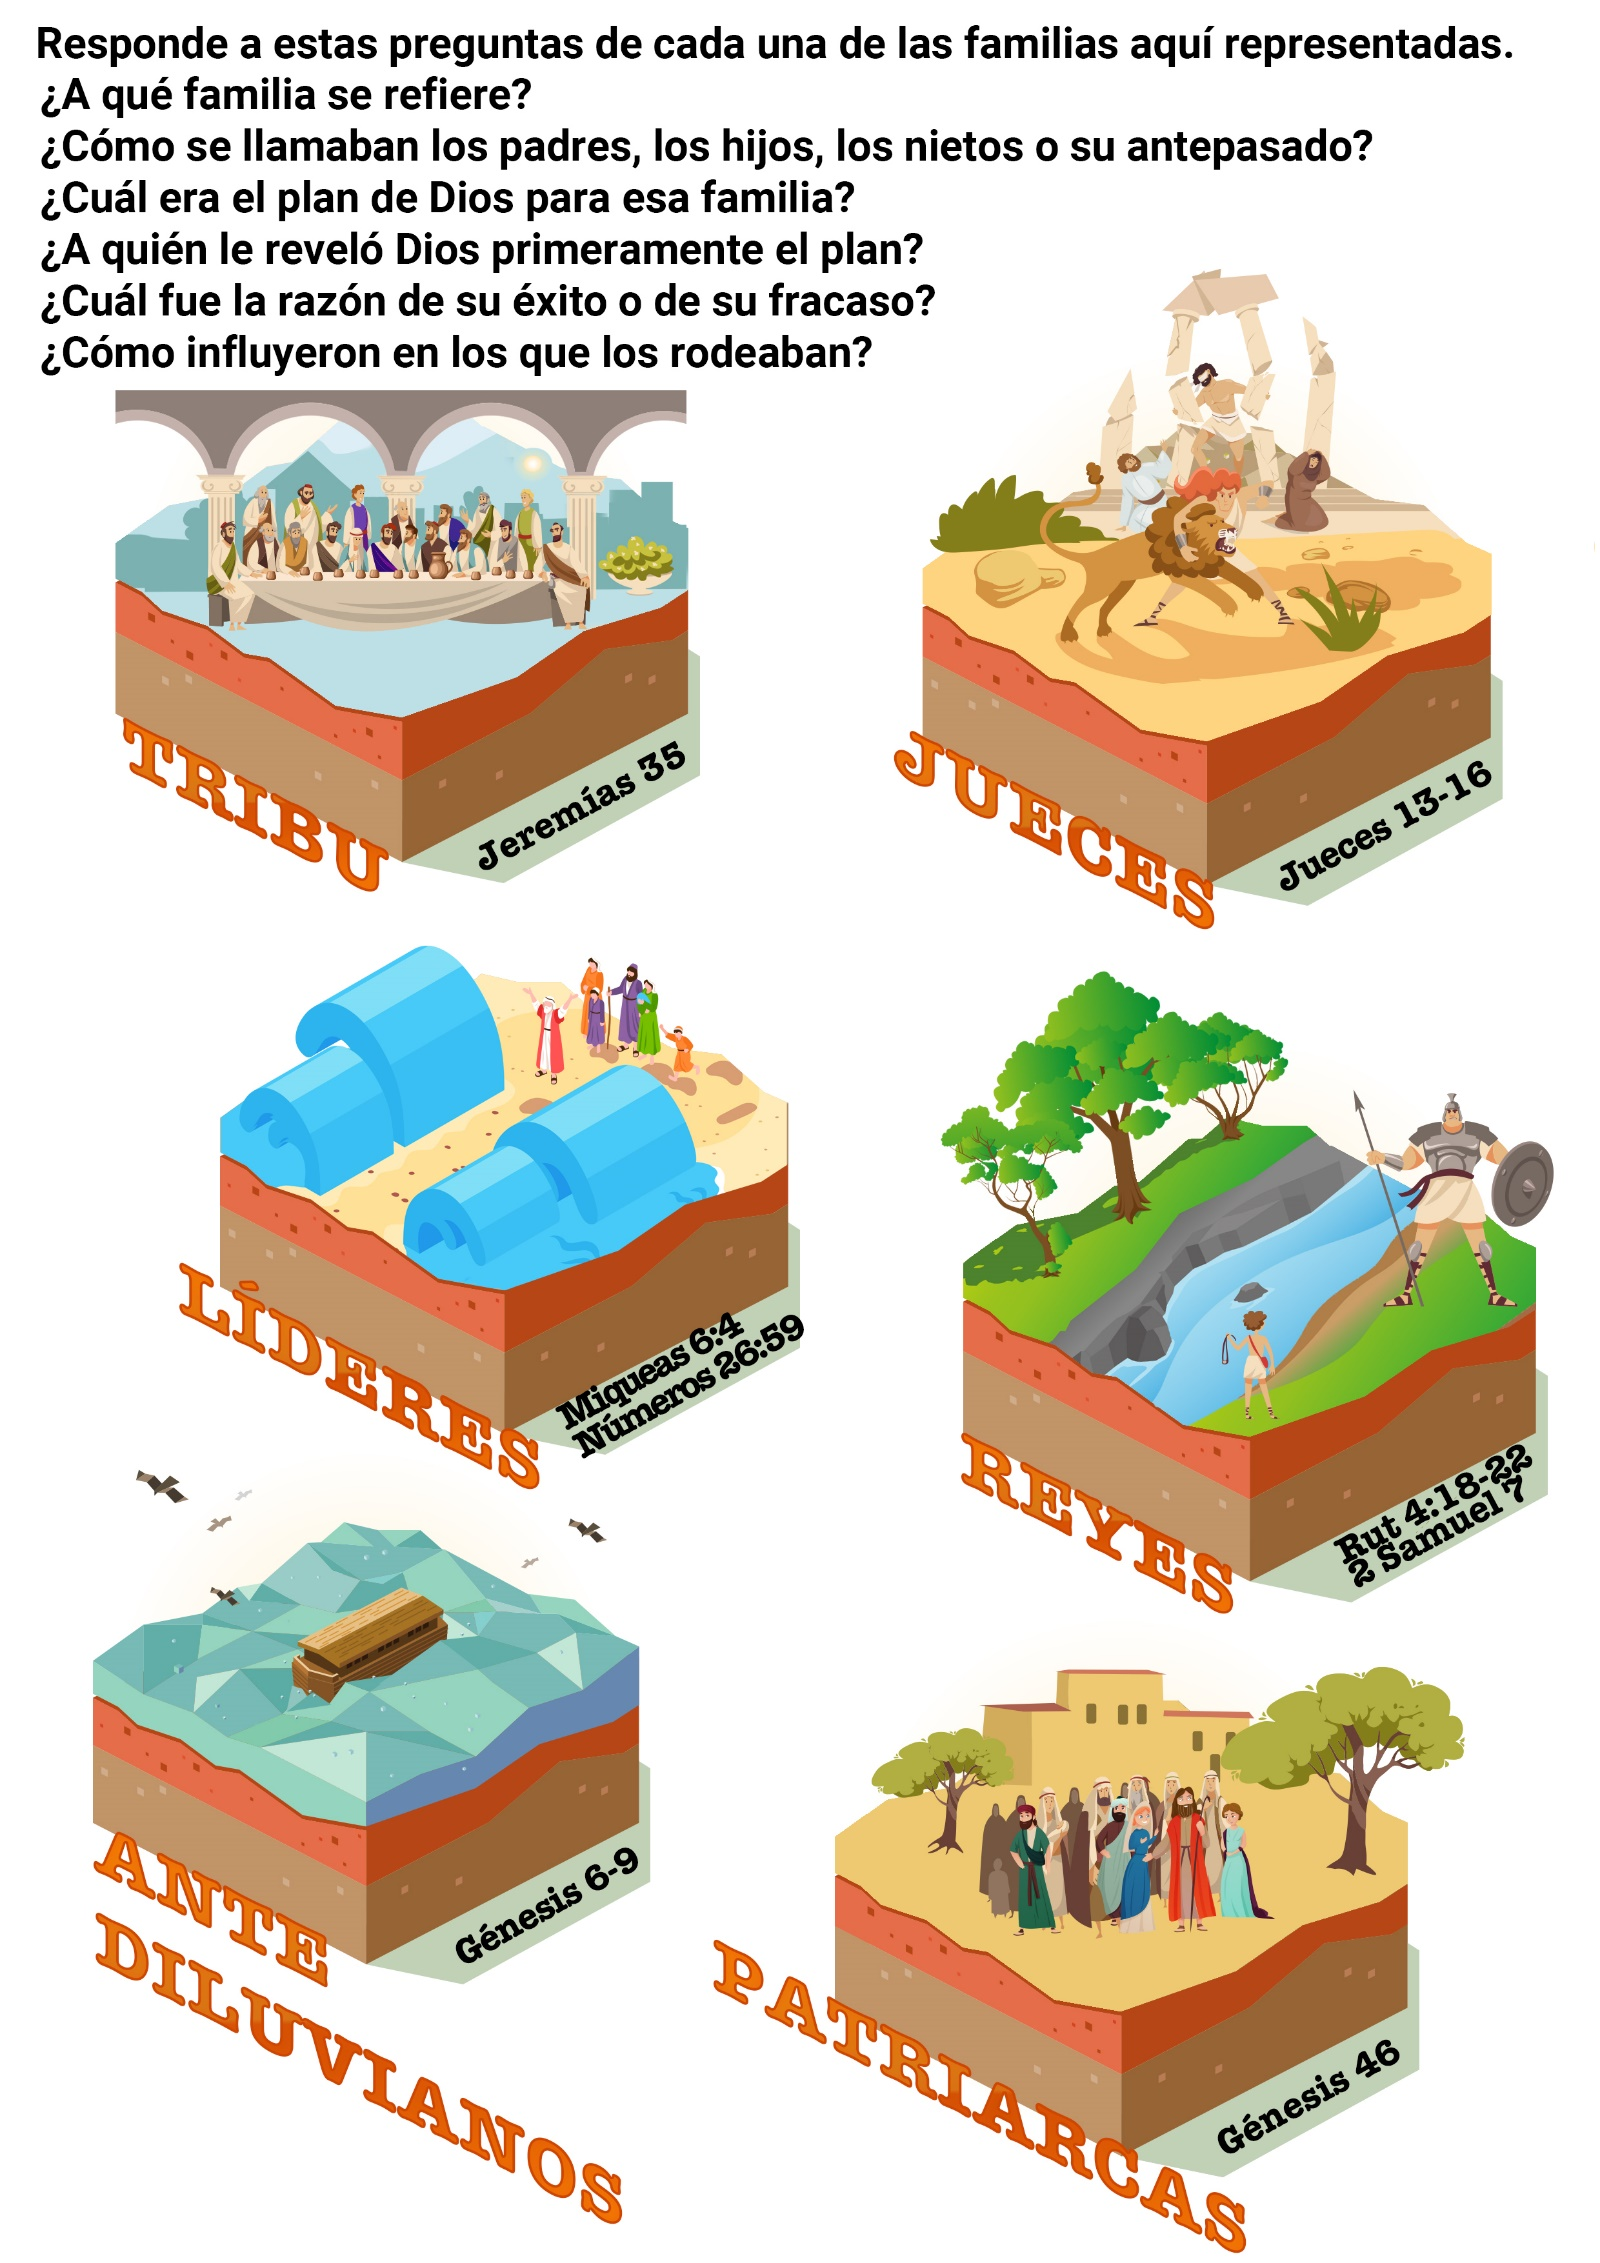 Responde a estas preguntas de cada una de las familias aquí representadas.
¿A qué familia se refiere?
¿Cómo se llamaban los padres, los hijos, los nietos o su antepasado?
¿Cuál era el plan de Dios para esa familia?
¿A quién le reveló Dios primeramente el plan?
¿Cuál fue la razón de su éxito o de su fracaso?
¿Cómo influyeron en los que los rodeaban?
TRIBU
Jeremías 35
JUECES
Jueces 13-16
LÍDERES
Miqueas 6:4
Números 26:59
REYES
Rut 4:18-22
2 Samuel 7
ANTE
DILUVIANOS
Génesis 6-9
PATRIARCAS
Génesis 46